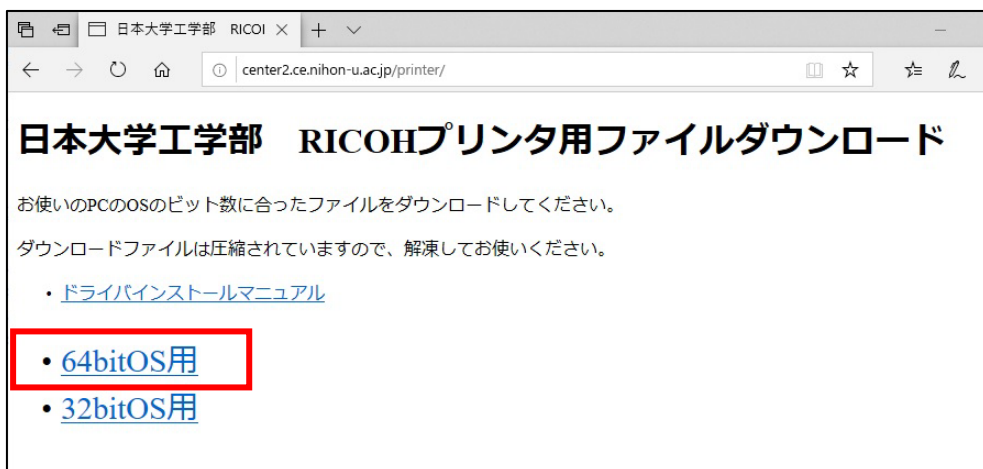 日本大学工学部 RICOI
center2.ce.nihon-u.ac.jp/printer/
日本大学工学部　RICOHプリンタ用ファイルダウンロード
お使いのPCのOSのビット数に合ったファイルをダウンロードしてください。
ダウンロードファイルは圧縮されていますので、解凍してお使いください。
• ドライバインストールマニュアル
• 64bitOS用
• 32bitOS用